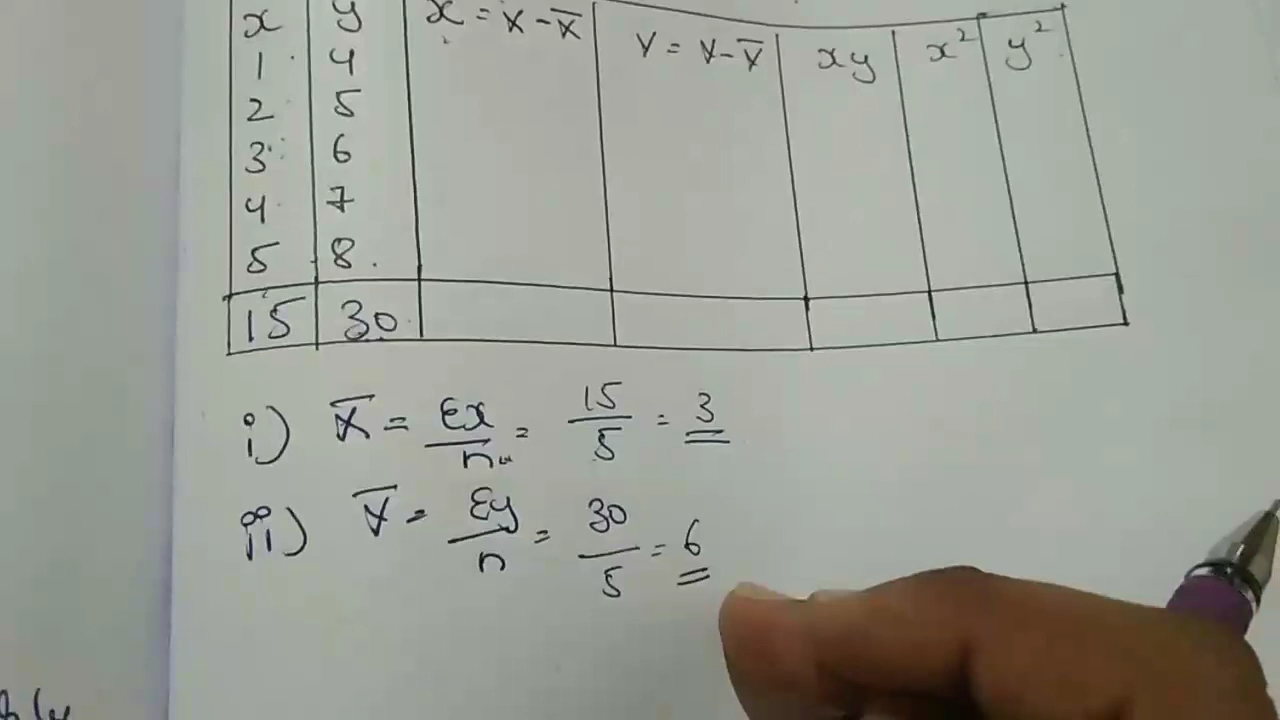 x y x = X - X̅ Y = Y - Y̅ xy x² y²
1 4
2 5
3 6
4 7
5 8
15 30
i) X̅ = Σx/n = 15/5 = 3
ii) Y̅ = Σy/n = 30/5 = 6